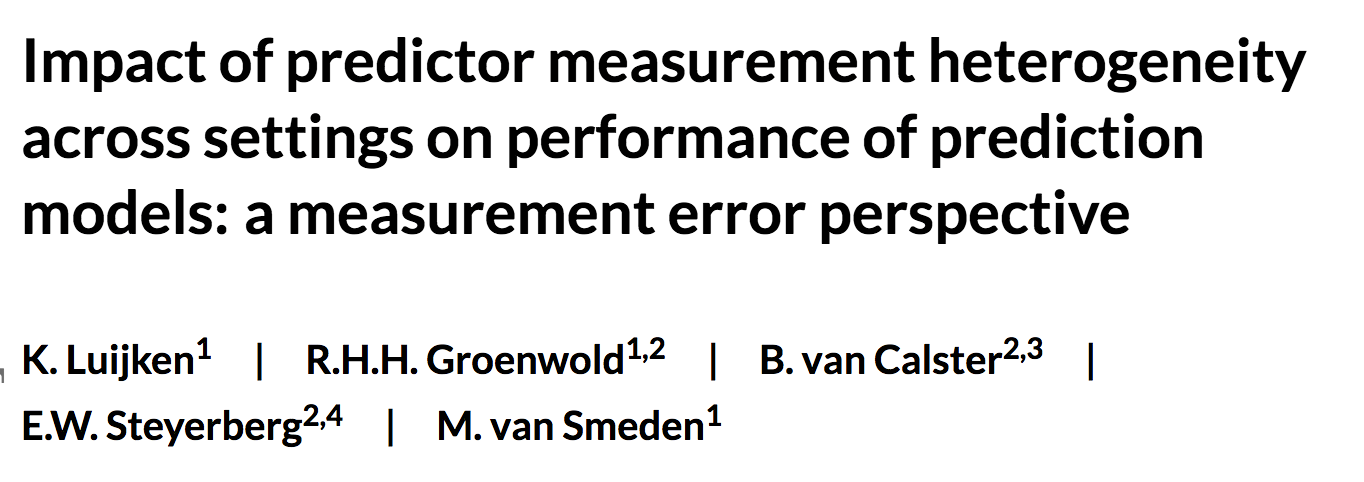 Impact of predictor measurement heterogeneity
across settings on performance of prediction
models: a measurement error perspective
K. Luijken¹ | R.H.H. Groenwold¹,² | B. van Calster²,³ |
E.W. Steyerberg²,⁴ | M. van Smeden¹